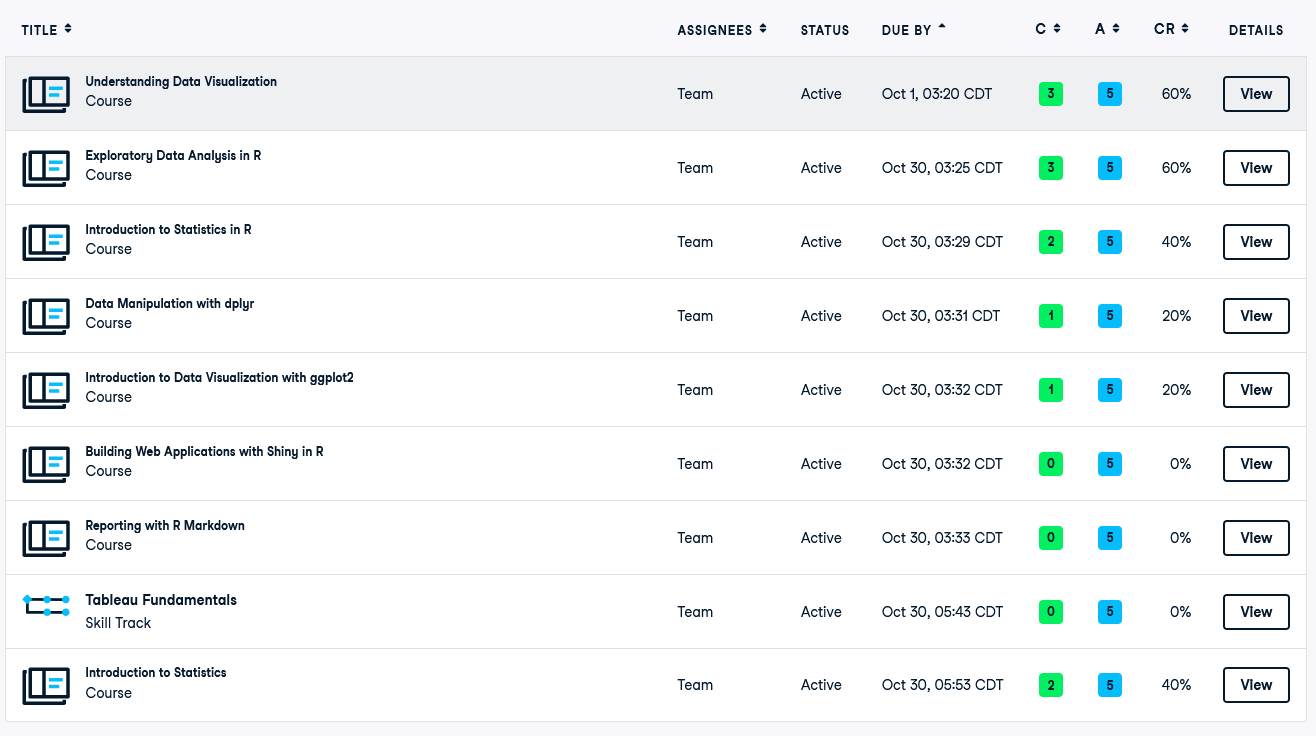 TITLE ASSIGNEES STATUS DUE BY C A CR DETAILS
Understanding Data Visualization
Course
Team Active Oct 1, 03:20 CDT 3 5 60% View
Exploratory Data Analysis in R
Course
Team Active Oct 30, 03:25 CDT 3 5 60% View
Introduction to Statistics in R
Course
Team Active Oct 30, 03:29 CDT 2 5 40% View
Data Manipulation with dplyr
Course
Team Active Oct 30, 03:31 CDT 1 5 20% View
Introduction to Data Visualization with ggplot2
Course
Team Active Oct 30, 03:32 CDT 1 5 20% View
Building Web Applications with Shiny in R
Course
Team Active Oct 30, 03:32 CDT 0 5 0% View
Reporting with R Markdown
Course
Team Active Oct 30, 03:33 CDT 0 5 0% View
Tableau Fundamentals
Skill Track
Team Active Oct 30, 05:43 CDT 0 5 0% View
Introduction to Statistics
Course
Team Active Oct 30, 05:53 CDT 2 5 40% View